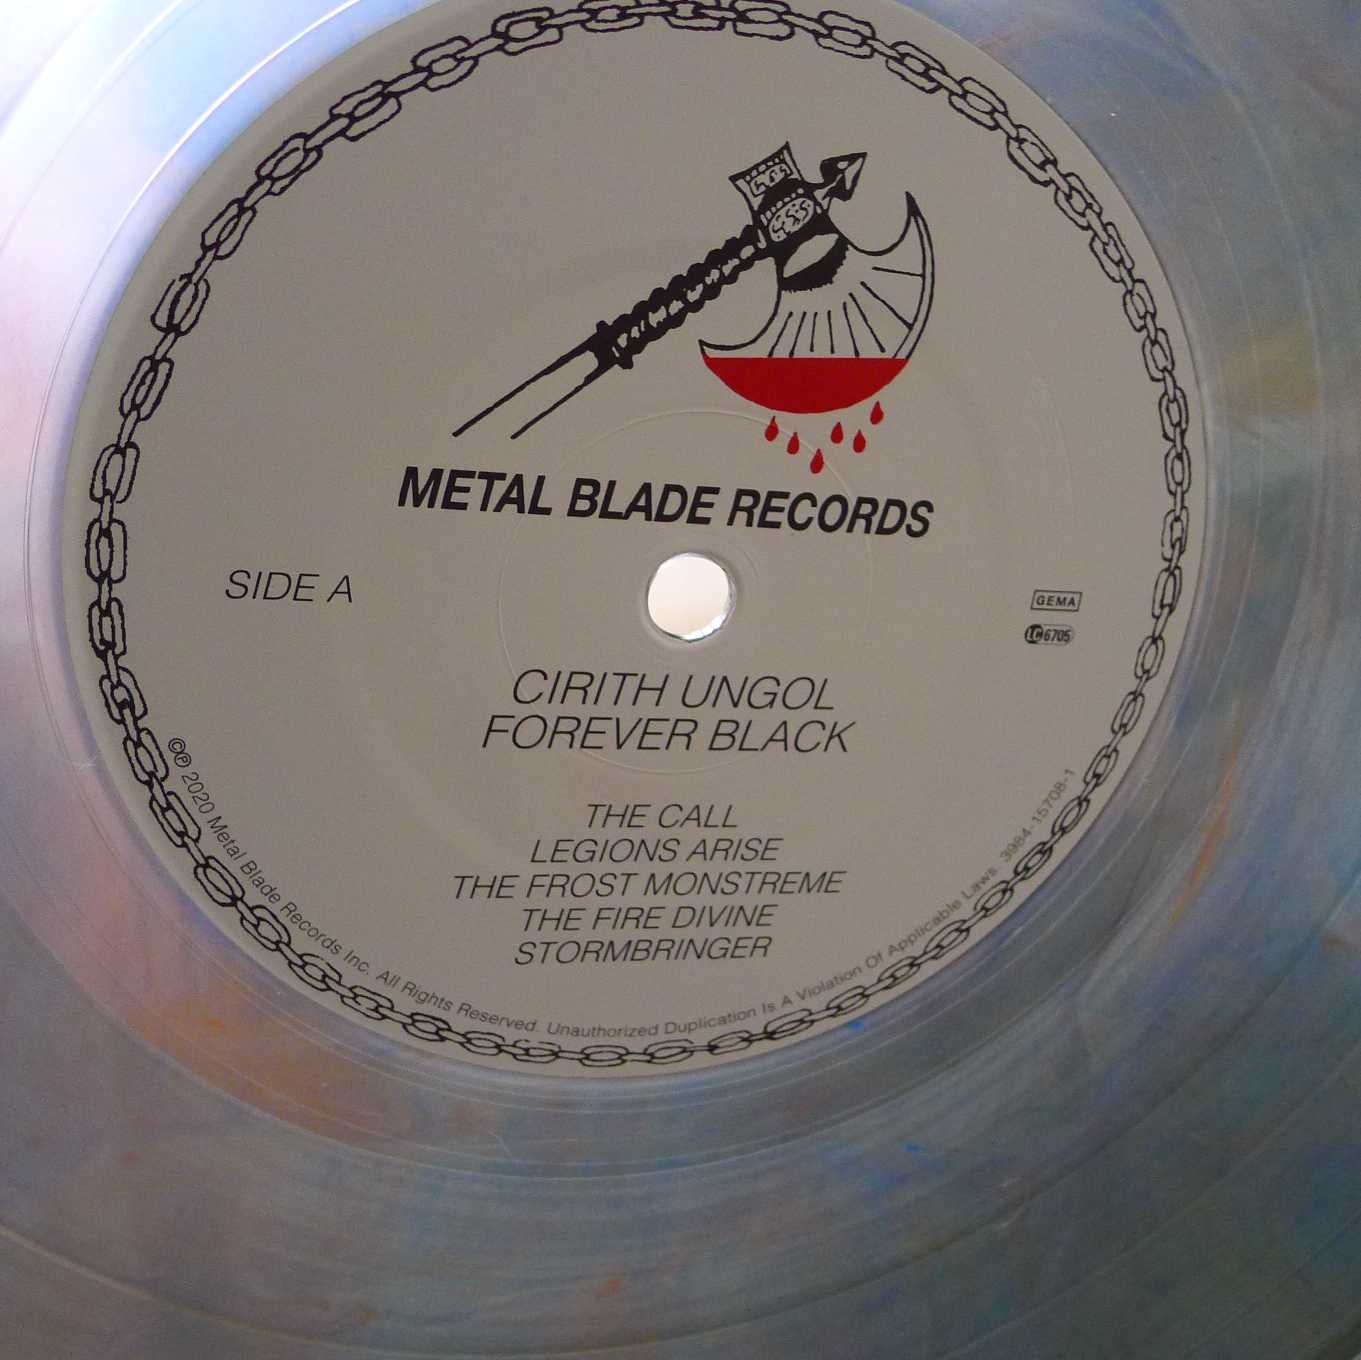 METAL BLADE RECORDS
SIDE A
GEMA
LC 6705
CIRITH UNGOL
FOREVER BLACK
THE CALL
LEGIONS ARISE
THE FROST MONSTREME
THE FIRE DIVINE
STORMBRINGER
©℗ 2020 Metal Blade Records Inc. All Rights Reserved. Unauthorized Duplication Is A Violation Of Applicable Laws. 3984-15708-1